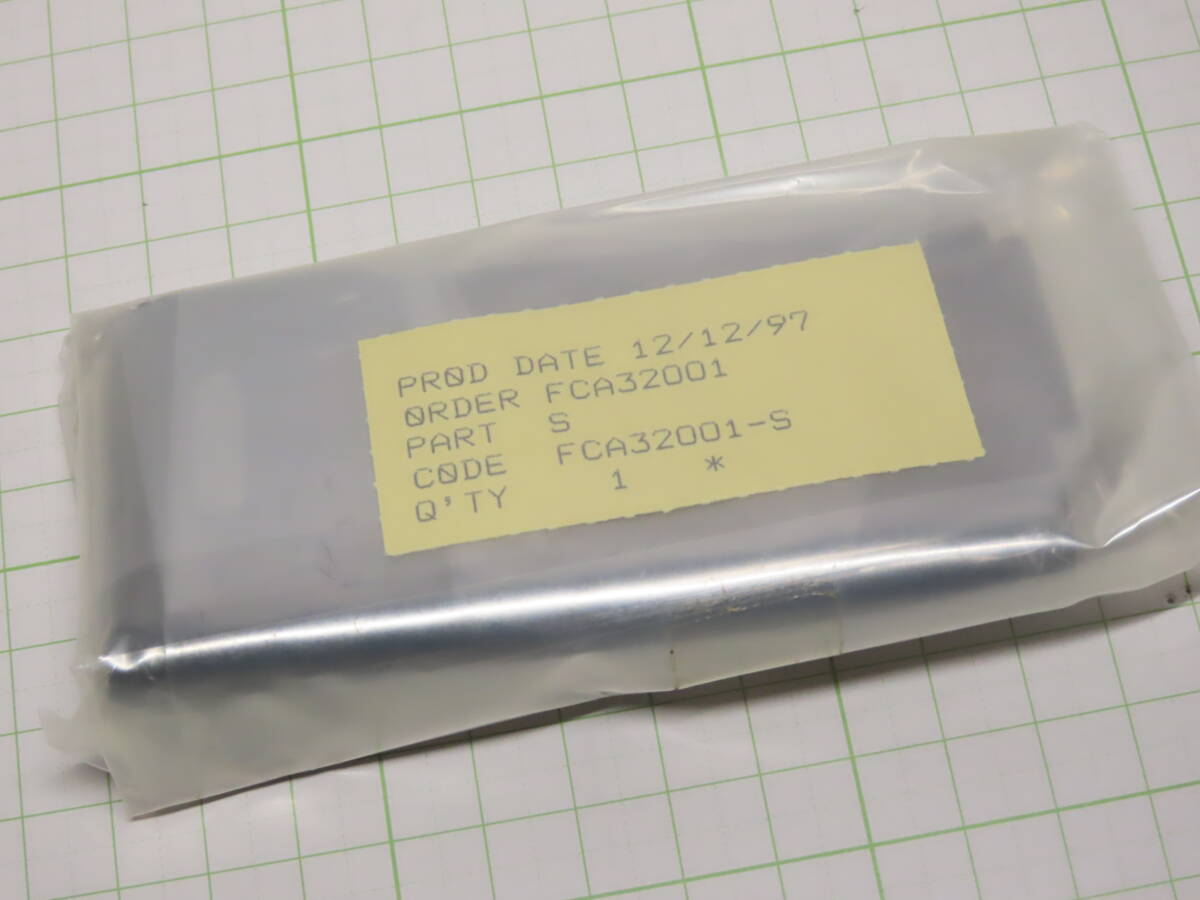 PROD DATE 12/12/97
ORDER FCA32001
PART S
CODE FCA32001-S
Q'TY 1 *